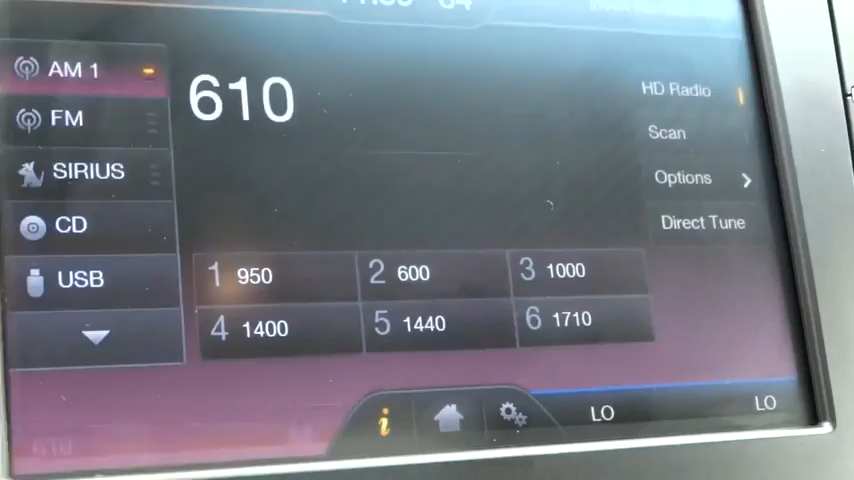 AM 1
FM
SIRIUS
CD
USB
610
HD Radio
Scan
Options
Direct Tune
1 950
2 600
3 1000
4 1400
5 1440
6 1710
i
LO
LO